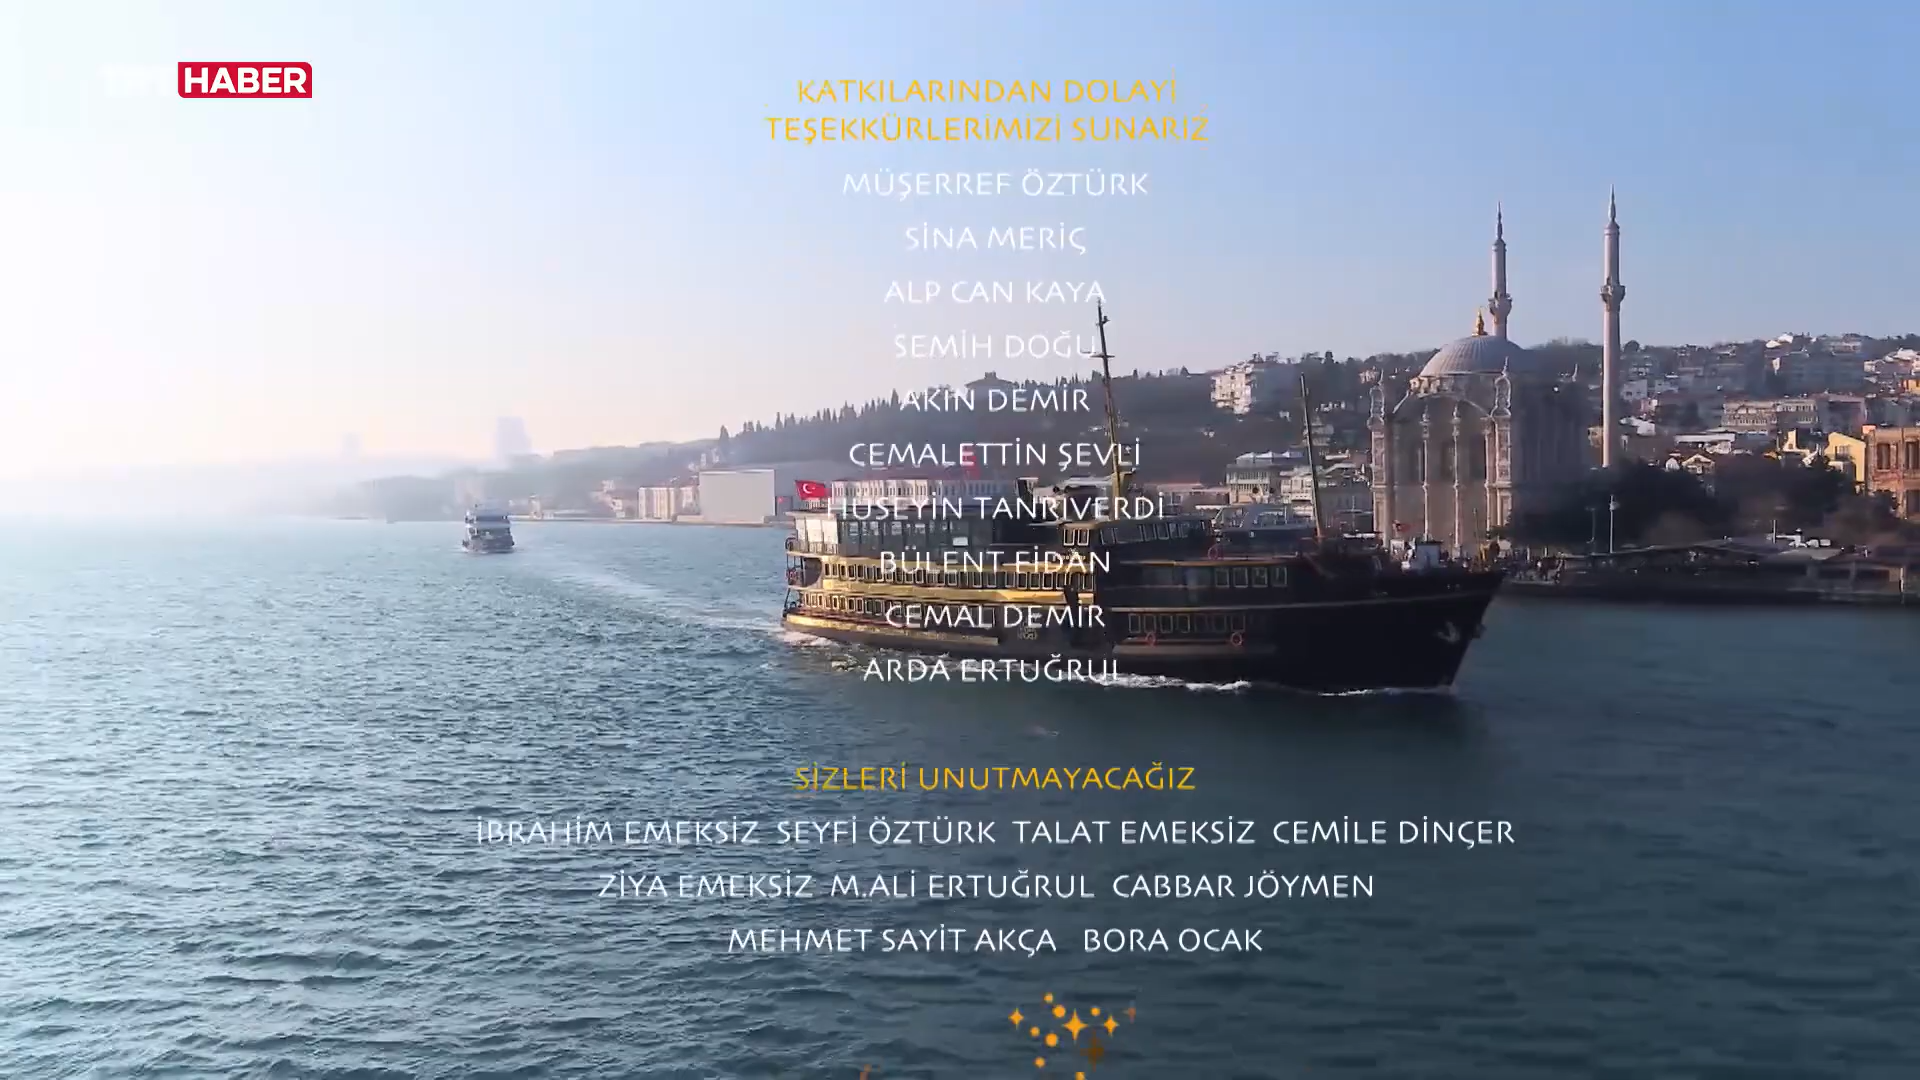 TRT HABER
KATKILARINDAN DOLAYİ
TEŞEKKÜRLERİMİZİ SUNARIZ
MÜŞERREF ÖZTÜRK
SİNA MERİÇ
ALP CAN KAYA
SEMİH DOĞU
AKIN DEMİR
CEMALETTİN ŞEVLİ
HÜSEYİN TANRIVERDİ
BÜLENT FİDAN
CEMAL DEMİR
ARDA ERTUĞRUL
SİZLERİ UNUTMAYACAĞIZ
İBRAHİM EMEKSİZ SEYFİ ÖZTÜRK TALAT EMEKSİZ CEMİLE DİNÇER
ZİYA EMEKSİZ M.ALİ ERTUĞRUL CABBAR JÖYMEN
MEHMET SAYİT AKÇA BORA OCAK